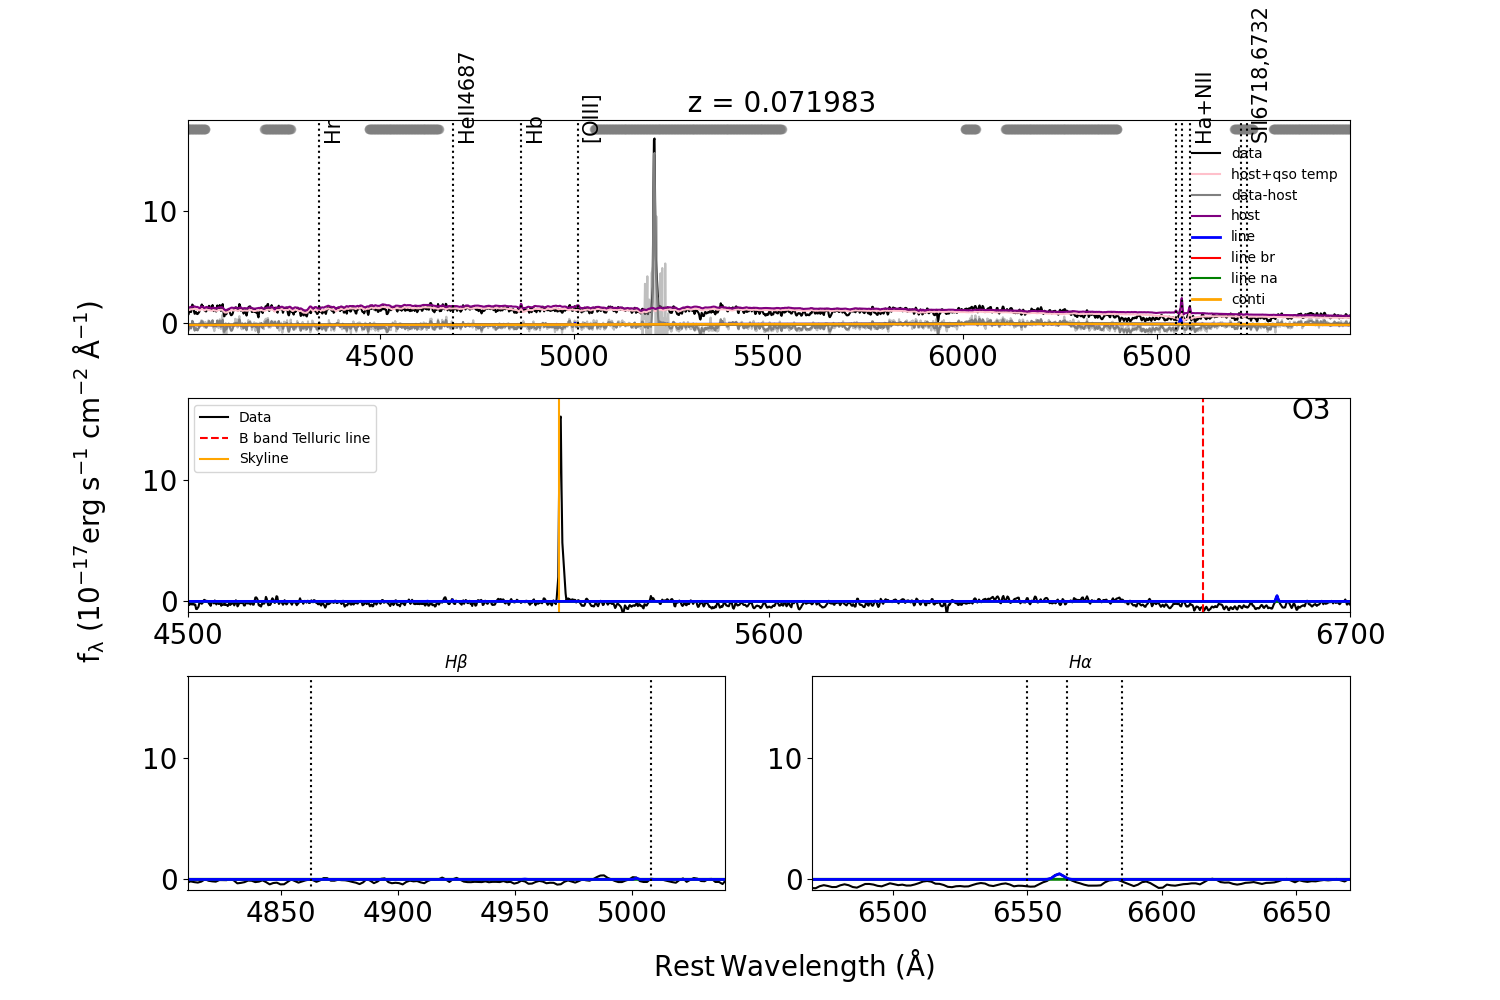 z = 0.071983
Hr
HeII4687
Hb
[OIII]
Ha+NII
SII6718,6732
10
0
data
host+qso temp
data-host
host
line
line br
line na
conti
4500
5000
5500
6000
6500
f_λ (10^{-17}erg s^{-1} cm^{-2} Å^{-1})
O3
Data
B band Telluric line
Skyline
10
0
4500
5600
6700
Hβ
10
0
4850
4900
4950
5000
Hα
10
0
6500
6550
6600
6650
Rest Wavelength (Å)